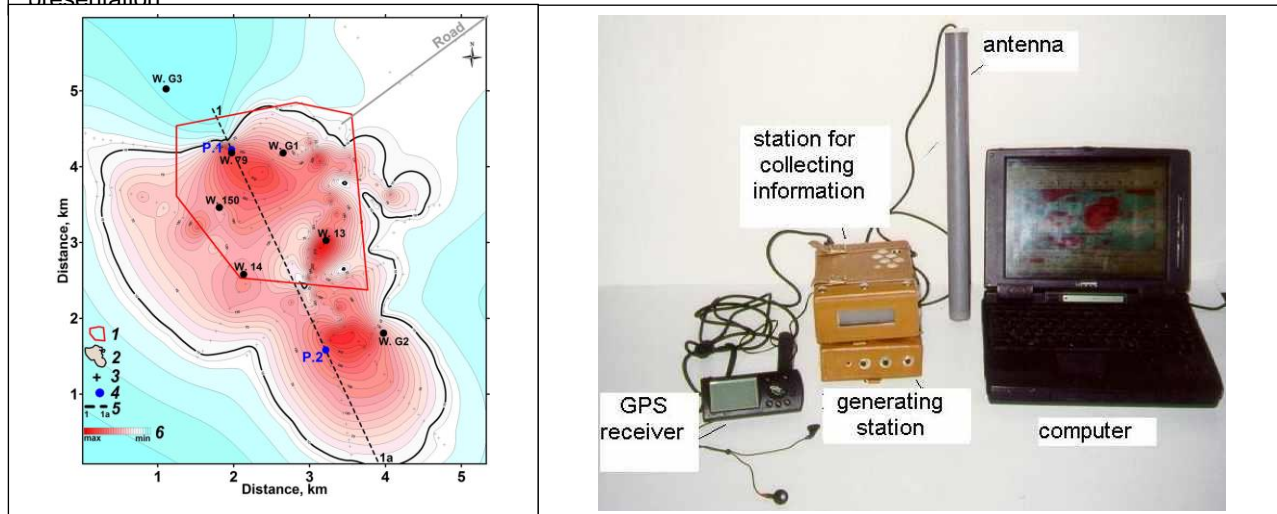 presentation
Road
N
W. G3
1
P.1
W. 79
W. G1
W. 150
W. 13
W. 14
W. G2
P.2
1
2
3
4
1 1a 5
max min 6
1a
5
4
3
2
1
Distance, km
1 2 3 4 5
Distance, km
antenna
station for
collecting
information
GPS
receiver
generating
station
computer